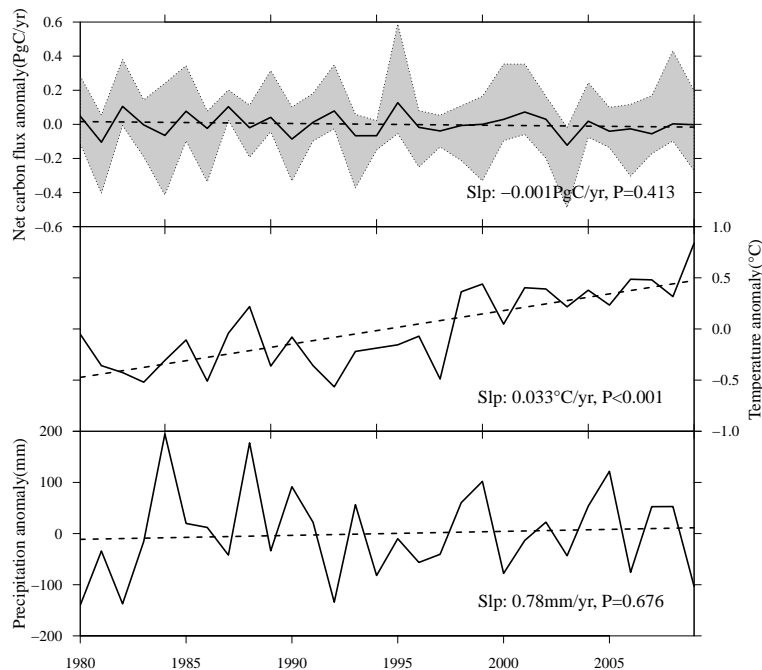 0.6
0.4
0.2
0.0
−0.2
−0.4
−0.6
Net carbon flux anomaly(PgC/yr)
Slp: −0.001PgC/yr, P=0.413
1.0
0.5
0.0
−0.5
−1.0
Temperature anomaly(°C)
Slp: 0.033°C/yr, P<0.001
200
100
0
−100
−200
Precipitation anomaly(mm)
Slp: 0.78mm/yr, P=0.676
1980 1985 1990 1995 2000 2005